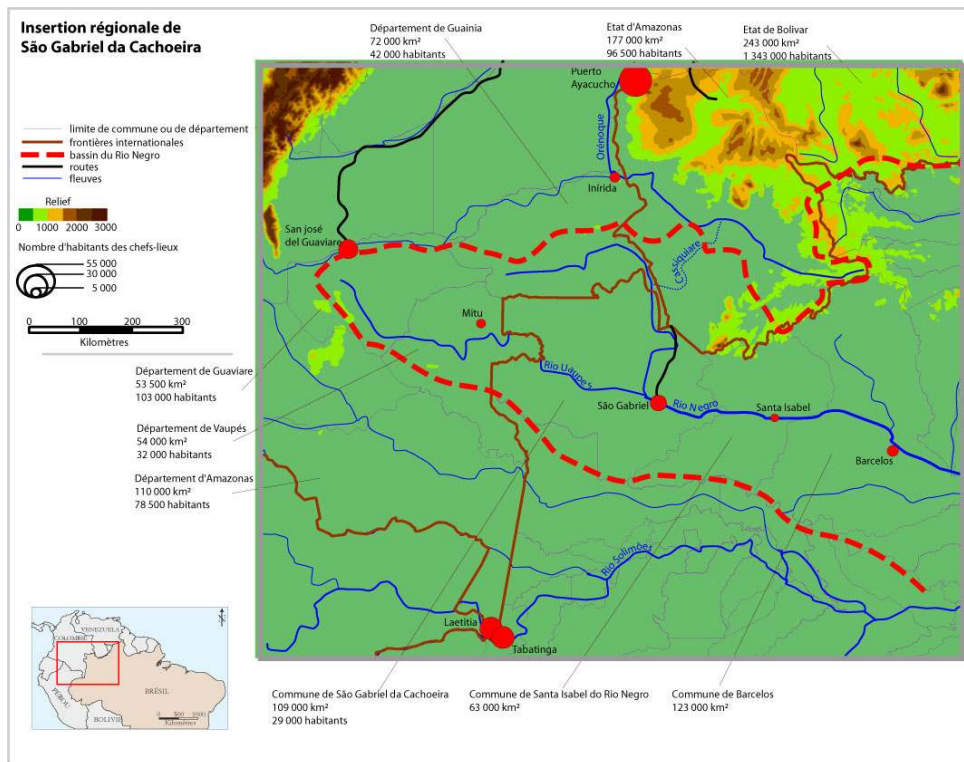 Insertion régionale de
São Gabriel da Cachoeira
limite de commune ou de département
frontières internationales
bassin du Rio Negro
routes
fleuves
Relief
0 1000 2000 3000
Nombre d'habitants des chefs-lieux
55 000
30 000
5 000
0 100 200 300
Kilomètres
Département de Guainia
72 000 km²
42 000 habitants
Etat d'Amazonas
177 000 km²
96 500 habitants
Etat de Bolivar
243 000 km²
1 343 000 habitants
Puerto
Ayacucho
Orénoque
Inírida
San josé
del Guaviare
Cassiquiare
Mitu
Rio Uaupes
São Gabriel
Rio Negro
Santa Isabel
Barcelos
Rio Solimões
Laetitia
Tabatinga
Département de Guaviare
53 500 km²
103 000 habitants
Département de Vaupés
54 000 km²
32 000 habitants
Département d'Amazonas
110 000 km²
78 500 habitants
Commune de São Gabriel da Cachoeira
109 000 km²
29 000 habitants
Commune de Santa Isabel do Rio Negro
63 000 km²
Commune de Barcelos
123 000 km²
VENEZUELA
COLOMBIE
PÉROU
BRÉSIL
BOLIVIE
0 500 1000
Kilomètres